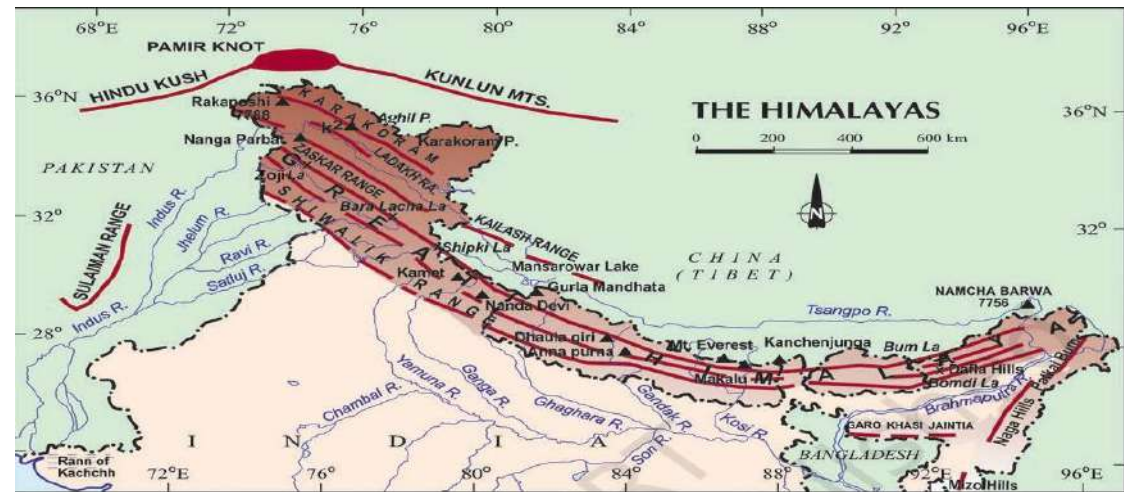 68°E
72°E
76°E
80°E
84°E
88°E
92°E
96°E
PAMIR KNOT
HINDU KUSH
KUNLUN MTS.
36°N
36°N
Rakaposhi
7788
KARAKORAM
Aghil P.
K2
Karakoram P.
THE HIMALAYAS
0 200 400 600 km
Nanga Parbat
LADAKH RA.
ZASKAR RANGE
PAKISTAN
Zoji La
GREAT HIMALAYA
Bara Lacha La
SHIWALIK RANGE
Indus R.
Jhelum R.
N
32°
32°
SULAIMAN RANGE
Ravi R.
Satluj R.
Shipki La
KAILASH RANGE
CHINA
(TIBET)
Mansarowar Lake
Kamet
Gurla Mandhata
NAMCHA BARWA
7756
Nanda Devi
Tsangpo R.
Indus R.
28°
28°
Dhaula giri
Mt. Everest
Kanchenjunga
Bum La
Anna purna
Makalu
x Dafla Hills
Bomdi La
Patkai Bum
Yamuna R.
Ganga R.
Chambal R.
Ghaghara R.
Gandak R.
Kosi R.
Brahmaputra R.
Naga Hills
GARO KHASI JAINTIA
INDIA
Son R.
BANGLADESH
Rann of
Kachchh
72°E
76°E
80°E
84°E
88°E
92°E
96°E
Mizo Hills